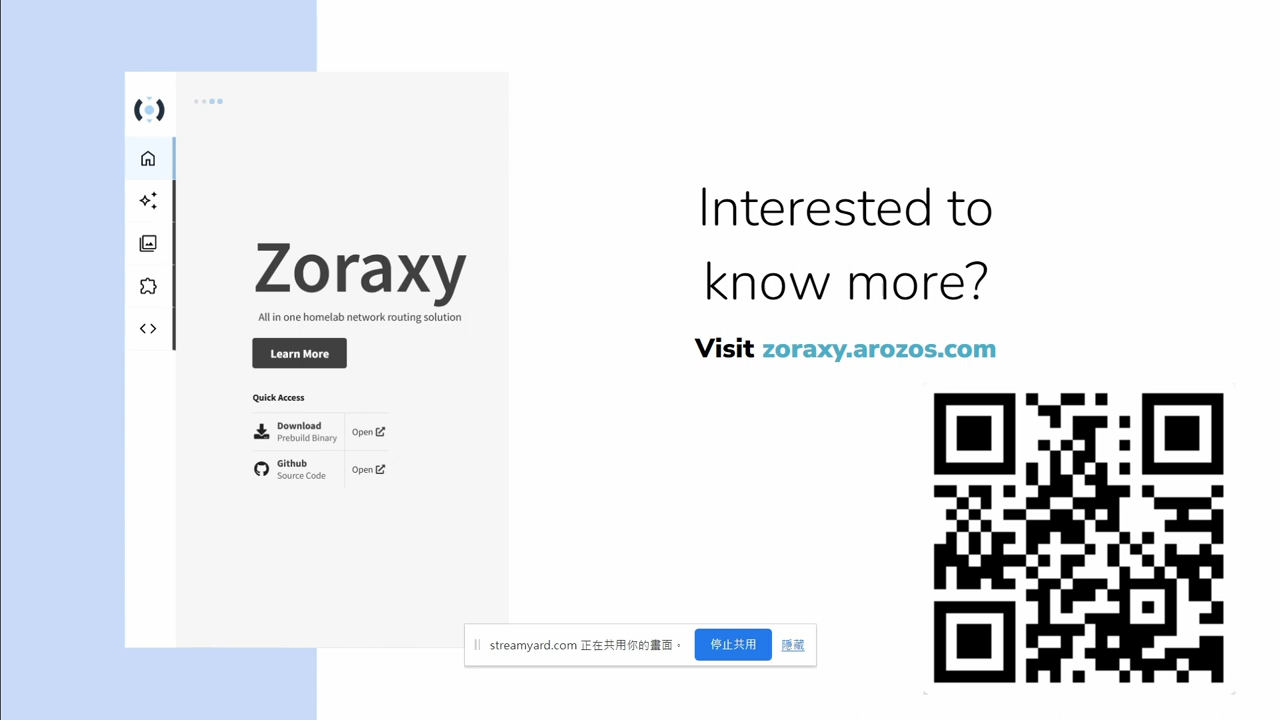 Zoraxy
All in one homelab network routing solution
Learn More
Quick Access
Download
Prebuild Binary
Open
Github
Source Code
Open
Interested to
know more?
Visit zoraxy.arozos.com
streamyard.com 正在共用你的畫面。
停止共用
隱藏